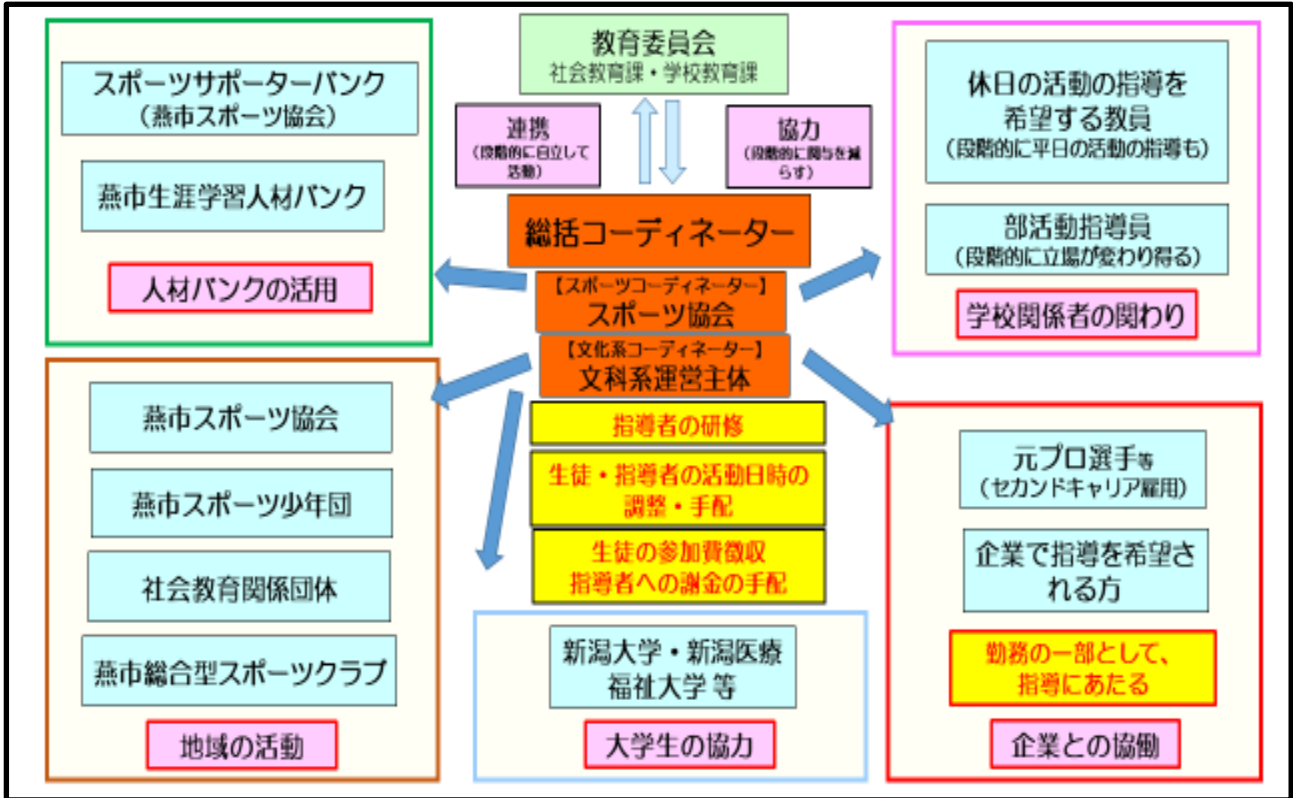 スポーツサポーターバンク
（燕市スポーツ協会）
燕市生涯学習人材バンク
人材バンクの活用
教育委員会
社会教育課・学校教育課
連携
（段階的に自立して
活動）
協力
（段階的に関与を減
らす）
総括コーディネーター
【スポーツコーディネーター】
スポーツ協会
【文化系コーディネーター】
文科系運営主体
指導者の研修
生徒・指導者の活動日時の
調整・手配
生徒の参加費徴収
指導者への謝金の手配
休日の活動の指導を
希望する教員
（段階的に平日の活動の指導も）
部活動指導員
（段階的に立場が変わり得る）
学校関係者の関わり
燕市スポーツ協会
燕市スポーツ少年団
社会教育関係団体
燕市総合型スポーツクラブ
地域の活動
新潟大学・新潟医療
福祉大学 等
大学生の協力
元プロ選手等
（セカンドキャリア雇用）
企業で指導を希望さ
れる方
勤務の一部として、
指導にあたる
企業との協働